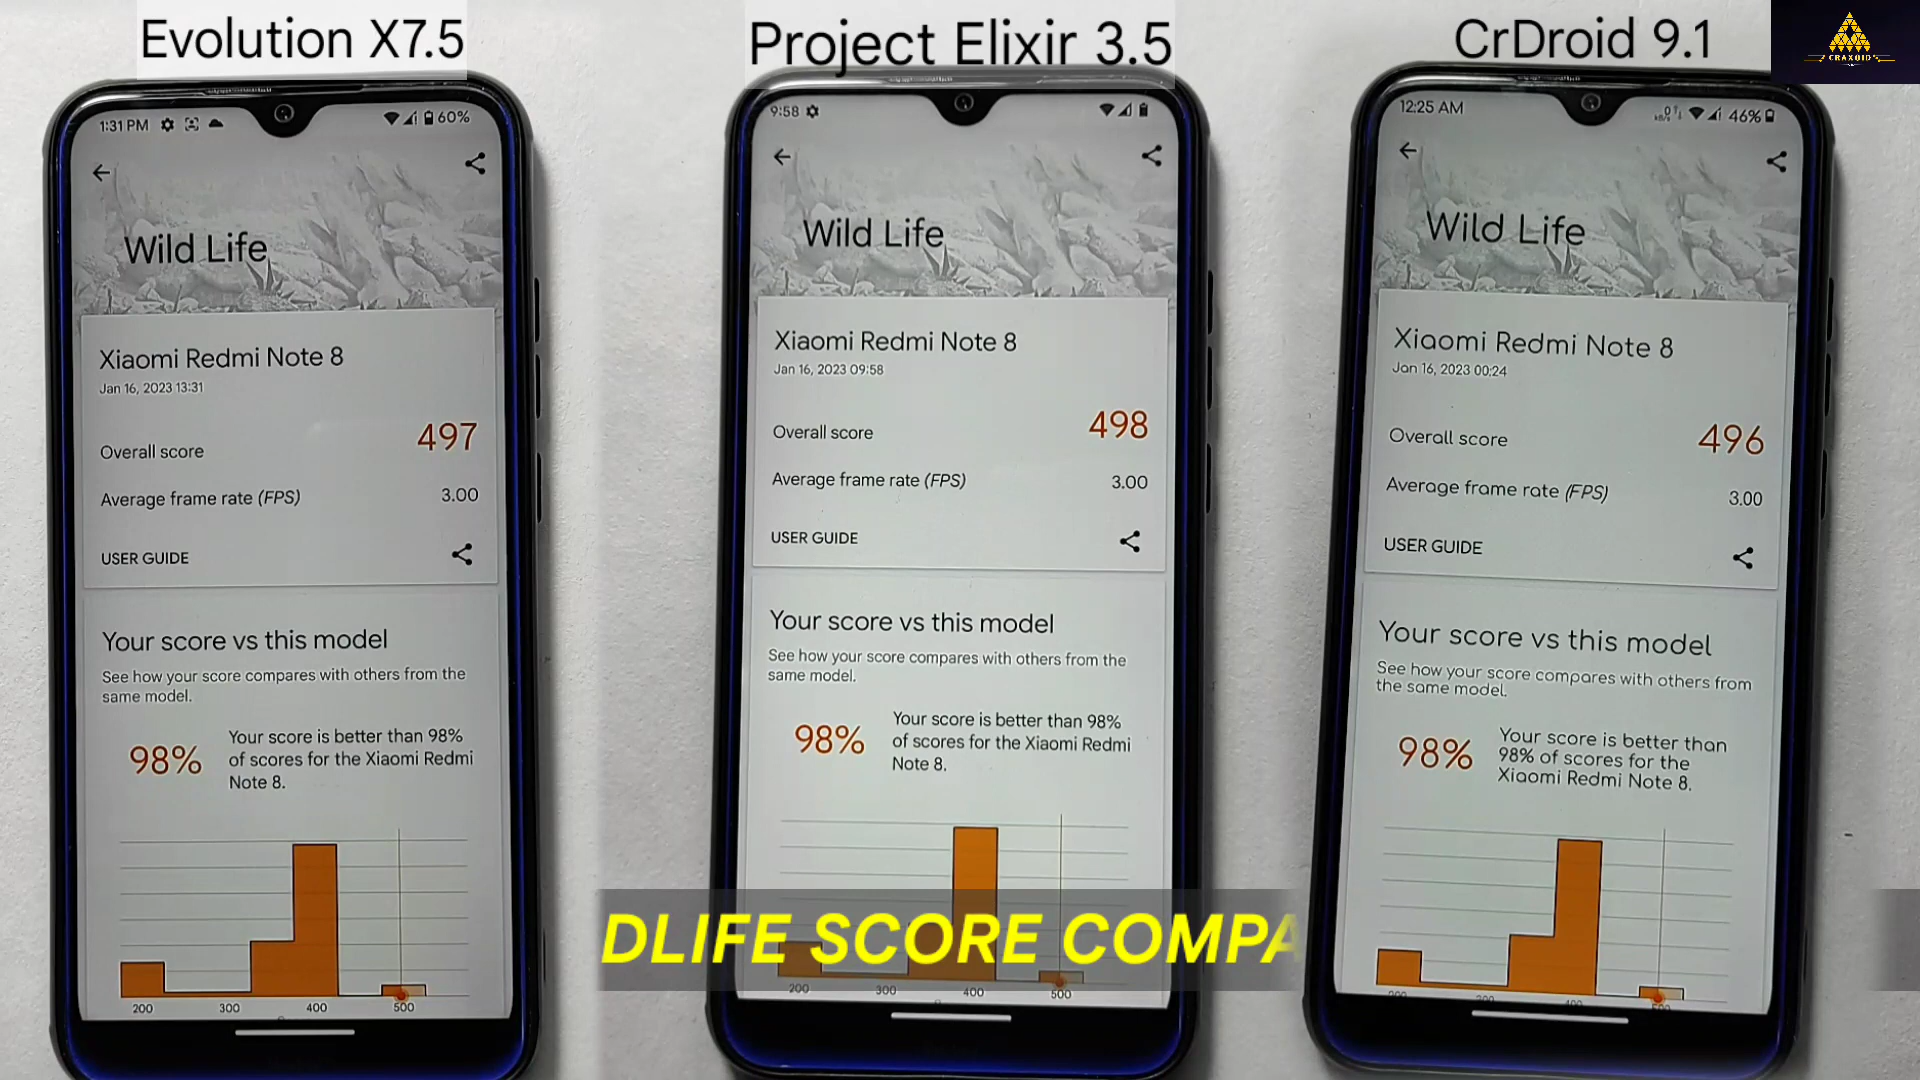 Evolution X7.5
1:31 PM
60%
Wild Life
Xiaomi Redmi Note 8
Jan 16, 2023 13:31
Overall score
497
Average frame rate (FPS)
3.00
USER GUIDE
Your score vs this model
See how your score compares with others from the
same model.
98%
Your score is better than 98%
of scores for the Xiaomi Redmi
Note 8.
200 300 400 500
Project Elixir 3.5
9:58
Wild Life
Xiaomi Redmi Note 8
Jan 16, 2023 09:58
Overall score
498
Average frame rate (FPS)
3.00
USER GUIDE
Your score vs this model
See how your score compares with others from the
same model.
98%
Your score is better than 98%
of scores for the Xiaomi Redmi
Note 8.
200 300 400 500
DLIFE SCORE COMPA
CrDroid 9.1
CRAXOID
12:25 AM
46%
Wild Life
Xiaomi Redmi Note 8
Jan 16, 2023 00:24
Overall score
496
Average frame rate (FPS)
3.00
USER GUIDE
Your score vs this model
See how your score compares with others from
the same model.
98%
Your score is better than
98% of scores for the
Xiaomi Redmi Note 8.